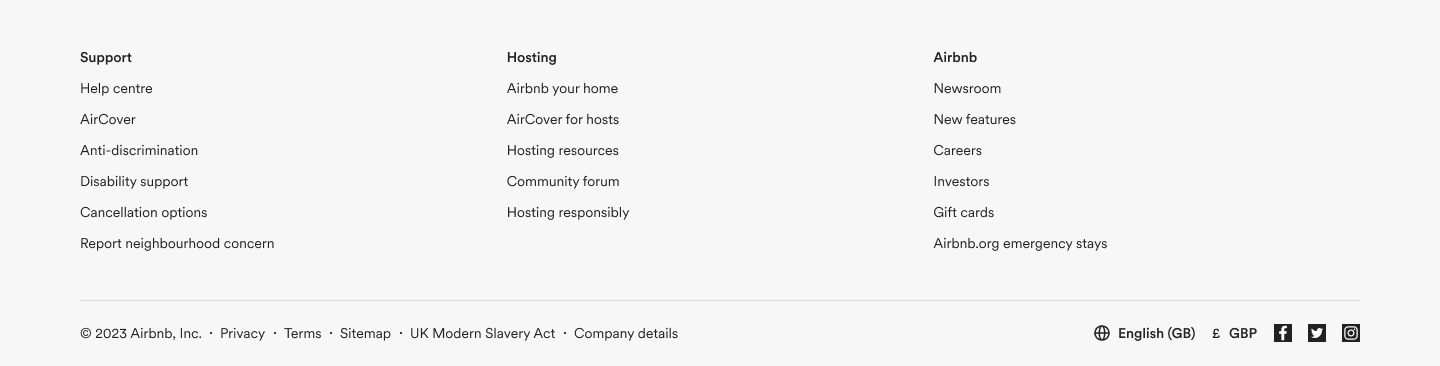 Support
Help centre
AirCover
Anti-discrimination
Disability support
Cancellation options
Report neighbourhood concern
Hosting
Airbnb your home
AirCover for hosts
Hosting resources
Community forum
Hosting responsibly
Airbnb
Newsroom
New features
Careers
Investors
Gift cards
Airbnb.org emergency stays
© 2023 Airbnb, Inc. · Privacy · Terms · Sitemap · UK Modern Slavery Act · Company details
English (GB) £ GBP